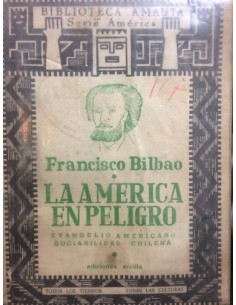 BIBLIOTECA AMAUTA
Serie América
Francisco Bilbao
LA AMERICA
EN PELIGRO
EVANGELIO AMERICANO
SOCIABILIDAD CHILENA
ediciones ercilla
TODOS LOS TIEMPOS
TODAS LAS CULTURAS